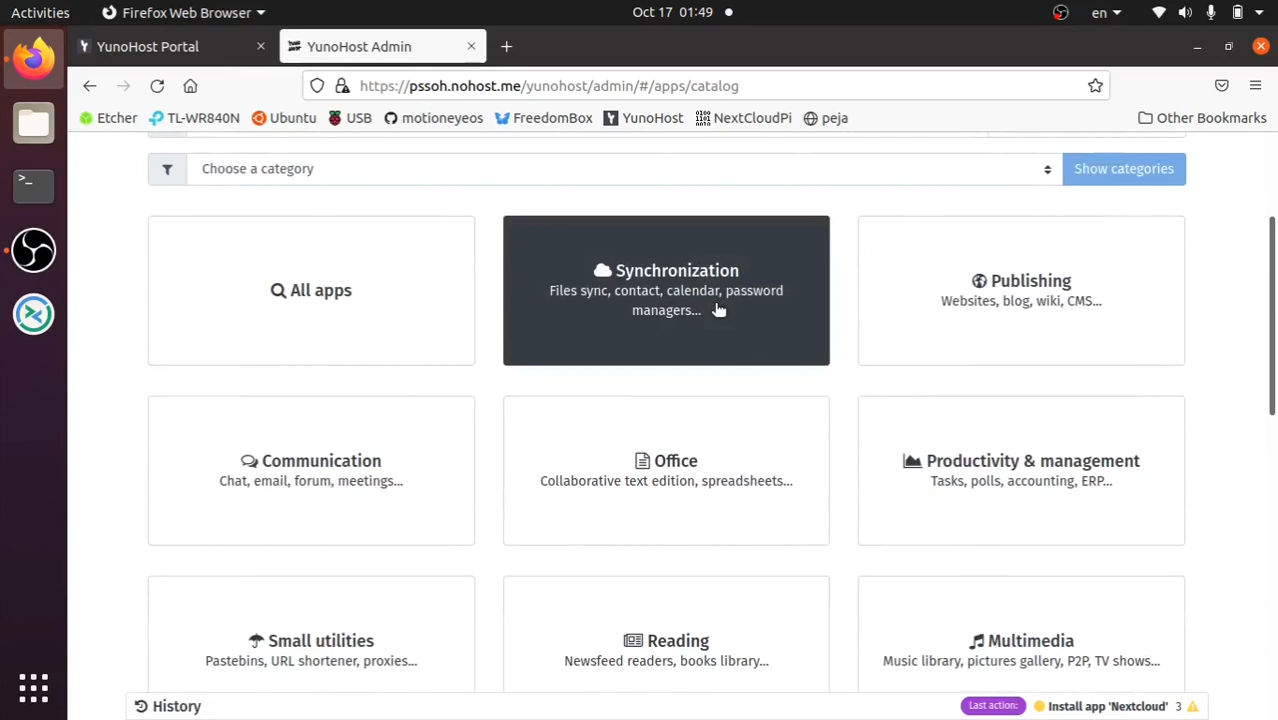 Activities
Firefox Web Browser
Oct 17 01:49
en
YunoHost Portal
YunoHost Admin
https://pssoh.nohost.me/yunohost/admin/#/apps/catalog
Etcher
TL-WR840N
Ubuntu
USB
motioneyeos
FreedomBox
YunoHost
NextCloudPi
peja
Other Bookmarks
Choose a category
Show categories
All apps
Synchronization
Files sync, contact, calendar, password
managers...
Publishing
Websites, blog, wiki, CMS...
Communication
Chat, email, forum, meetings...
Office
Collaborative text edition, spreadsheets...
Productivity & management
Tasks, polls, accounting, ERP...
Small utilities
Pastebins, URL shortener, proxies...
Reading
Newsfeed readers, books library...
Multimedia
Music library, pictures gallery, P2P, TV shows...
History
Last action:
Install app 'Nextcloud'
3